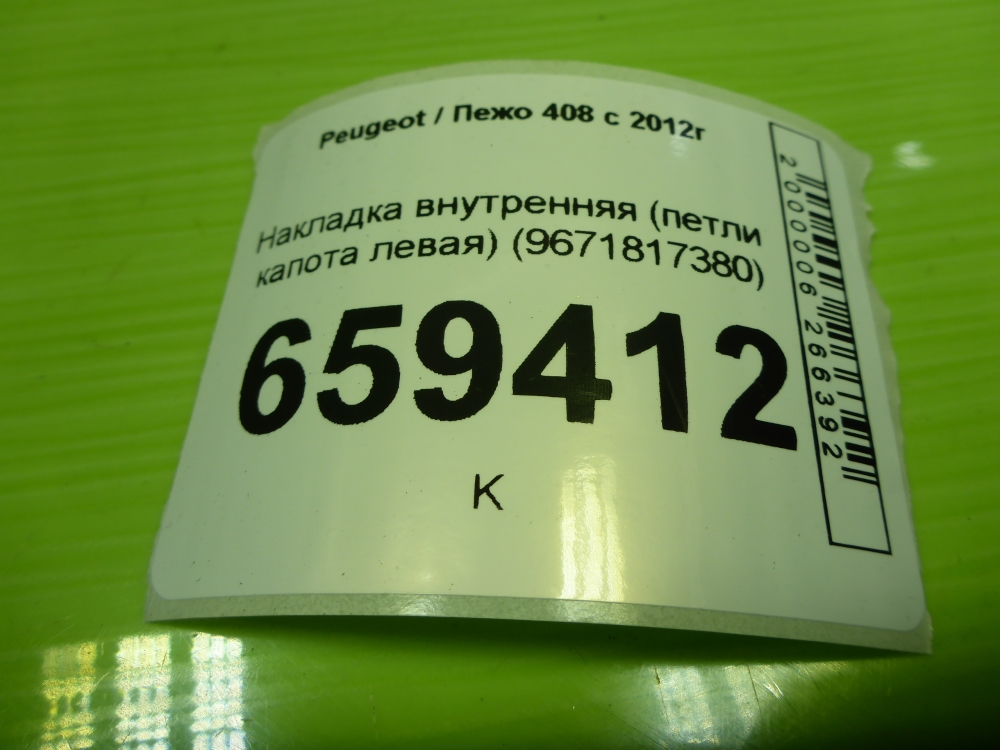 Peugeot / Пежо 408 с 2012г
Накладка внутренняя (петли
капота левая) (9671817380)
659412
К
2000006266392